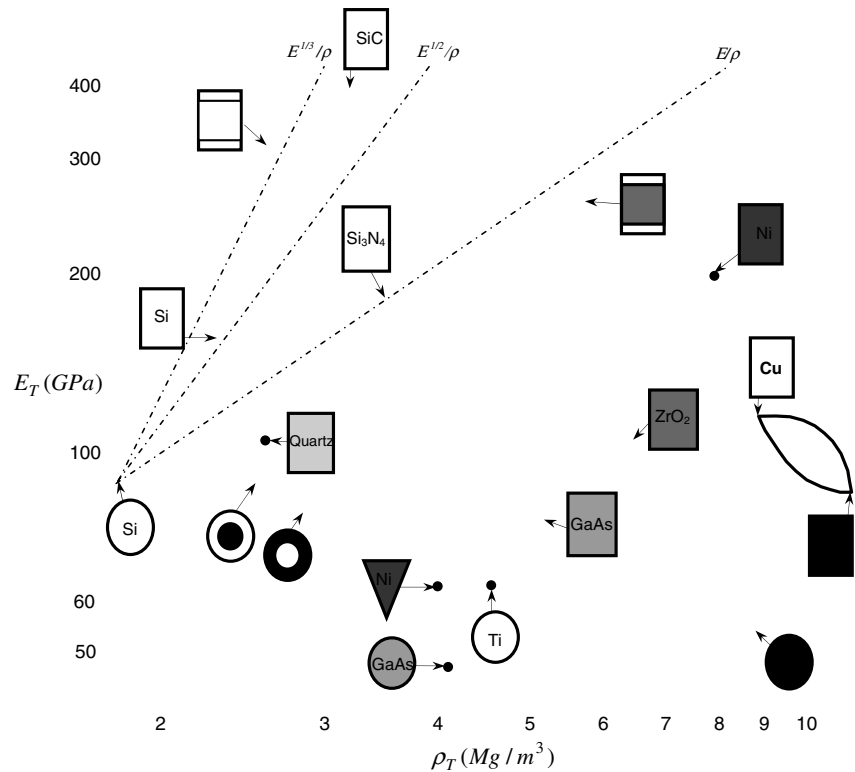 SiC
E^{1/3}/ρ
E^{1/2}/ρ
E/ρ
400
300
Si₃N₄
Ni
200
Si
E_T (GPa)
Cu
ZrO₂
Quartz
100
Si
GaAs
Ni
60
Ti
50
GaAs
2 3 4 5 6 7 8 9 10
ρ_T (Mg / m³)